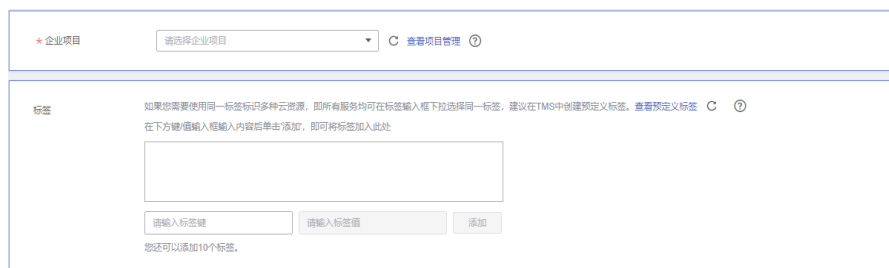 * 企业项目 请选择企业项目 查看项目管理 ?
标签 如果您需要使用同一标签标识多种云资源，即所有服务均可在标签输入框下拉选择同一标签，建议在TMS中创建预定义标签。查看预定义标签 ?
在下方键/值输入框输入内容后单击'添加'，即可将标签加入此处
请输入标签键 请输入标签值 添加
您还可以添加10个标签。